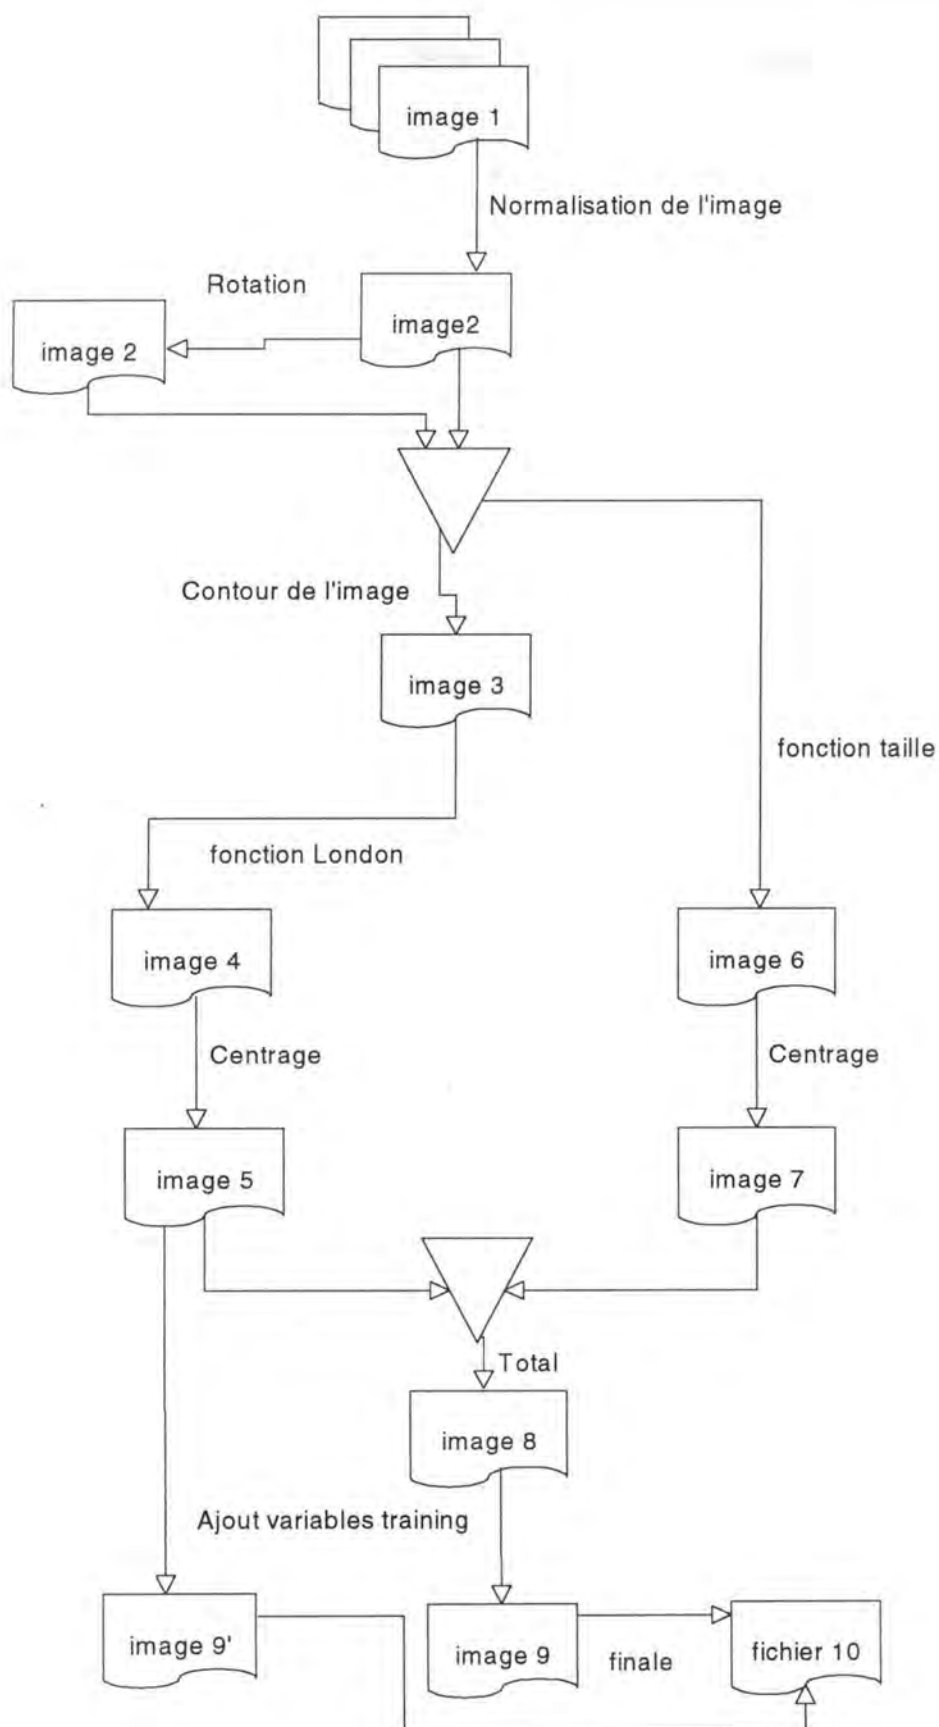 image 1
Normalisation de l'image
Rotation
image2
image 2
Contour de l'image
image 3
fonction taille
fonction London
image 4
image 6
Centrage
Centrage
image 5
image 7
Total
image 8
Ajout variables training
image 9'
image 9
finale
fichier 10